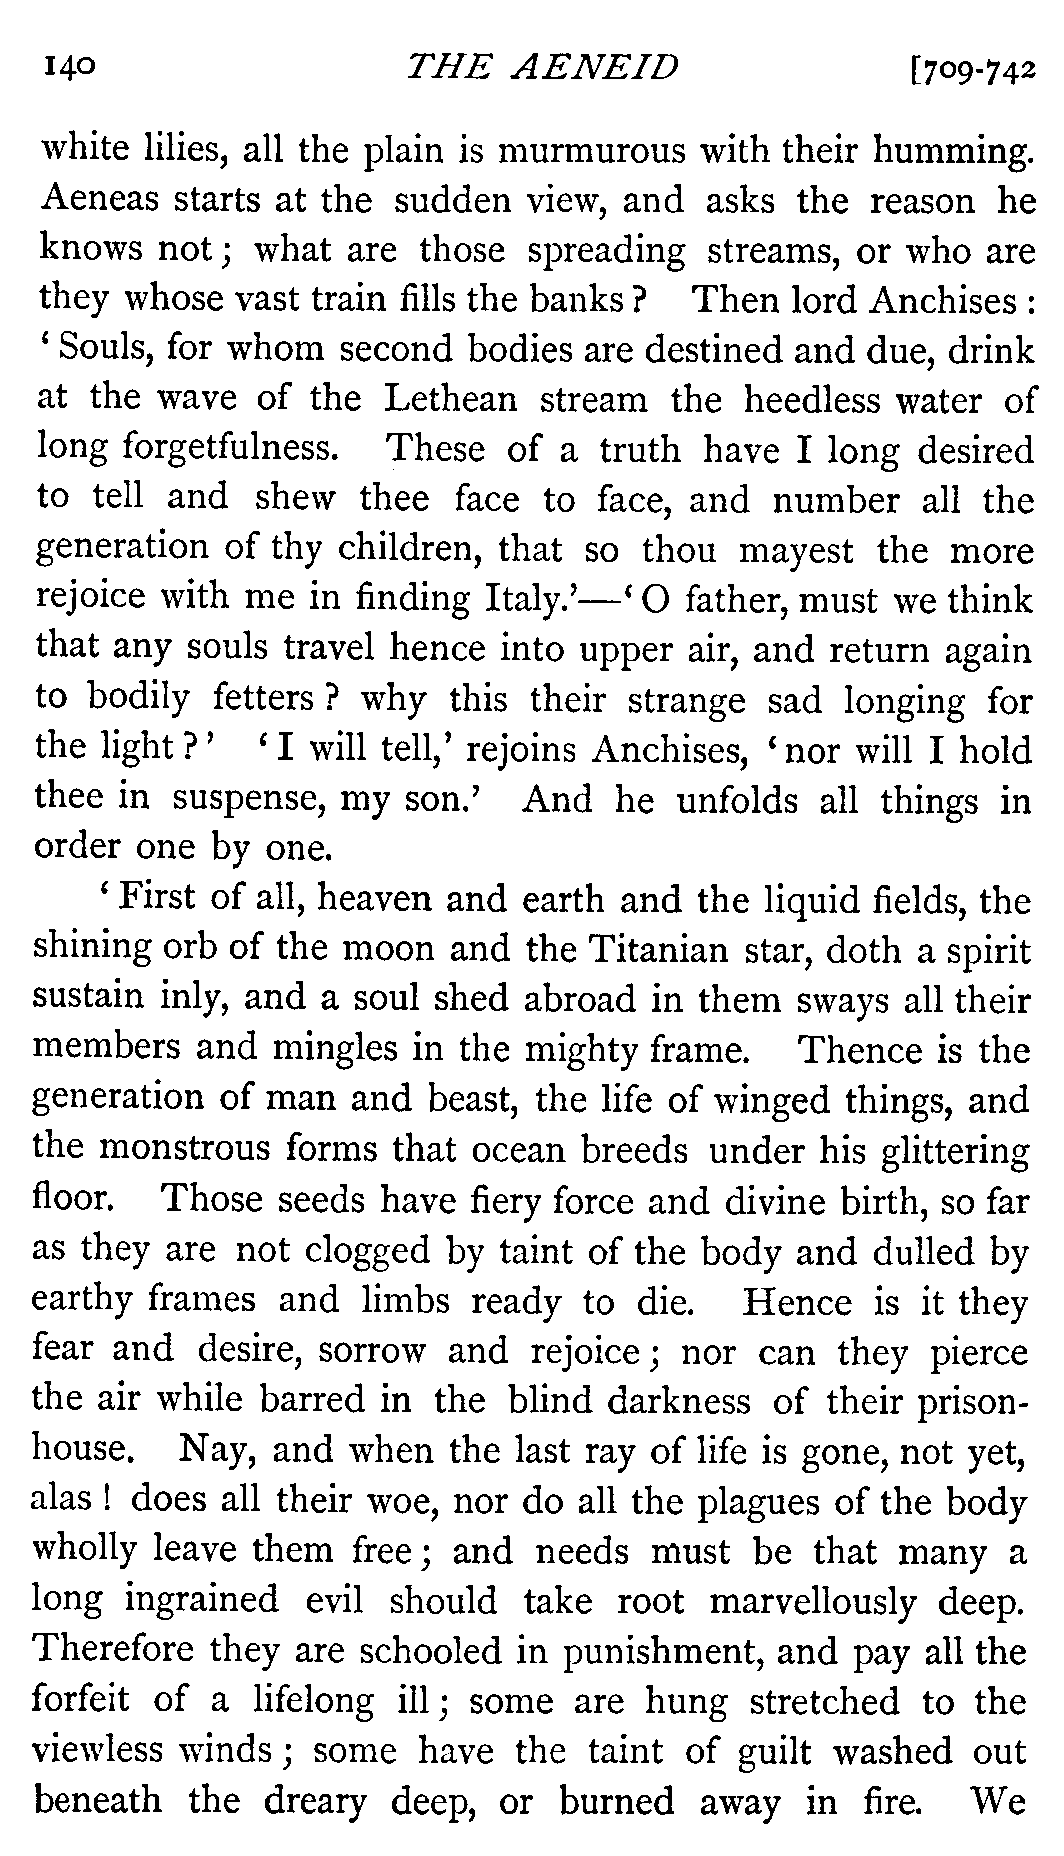 140 THE AENEID [709-742
white lilies, all the plain is murmurous with their humming.
Aeneas starts at the sudden view, and asks the reason he
knows not; what are those spreading streams, or who are
they whose vast train fills the banks? Then lord Anchises:
‘Souls, for whom second bodies are destined and due, drink
at the wave of the Lethean stream the heedless water of
long forgetfulness. These of a truth have I long desired
to tell and shew thee face to face, and number all the
generation of thy children, that so thou mayest the more
rejoice with me in finding Italy.’—‘O father, must we think
that any souls travel hence into upper air, and return again
to bodily fetters? why this their strange sad longing for
the light?’ ‘I will tell,’ rejoins Anchises, ‘nor will I hold
thee in suspense, my son.’ And he unfolds all things in
order one by one.
‘First of all, heaven and earth and the liquid fields, the
shining orb of the moon and the Titanian star, doth a spirit
sustain inly, and a soul shed abroad in them sways all their
members and mingles in the mighty frame. Thence is the
generation of man and beast, the life of winged things, and
the monstrous forms that ocean breeds under his glittering
floor. Those seeds have fiery force and divine birth, so far
as they are not clogged by taint of the body and dulled by
earthy frames and limbs ready to die. Hence is it they
fear and desire, sorrow and rejoice; nor can they pierce
the air while barred in the blind darkness of their prison-
house. Nay, and when the last ray of life is gone, not yet,
alas! does all their woe, nor do all the plagues of the body
wholly leave them free; and needs must be that many a
long ingrained evil should take root marvellously deep.
Therefore they are schooled in punishment, and pay all the
forfeit of a lifelong ill; some are hung stretched to the
viewless winds; some have the taint of guilt washed out
beneath the dreary deep, or burned away in fire. We